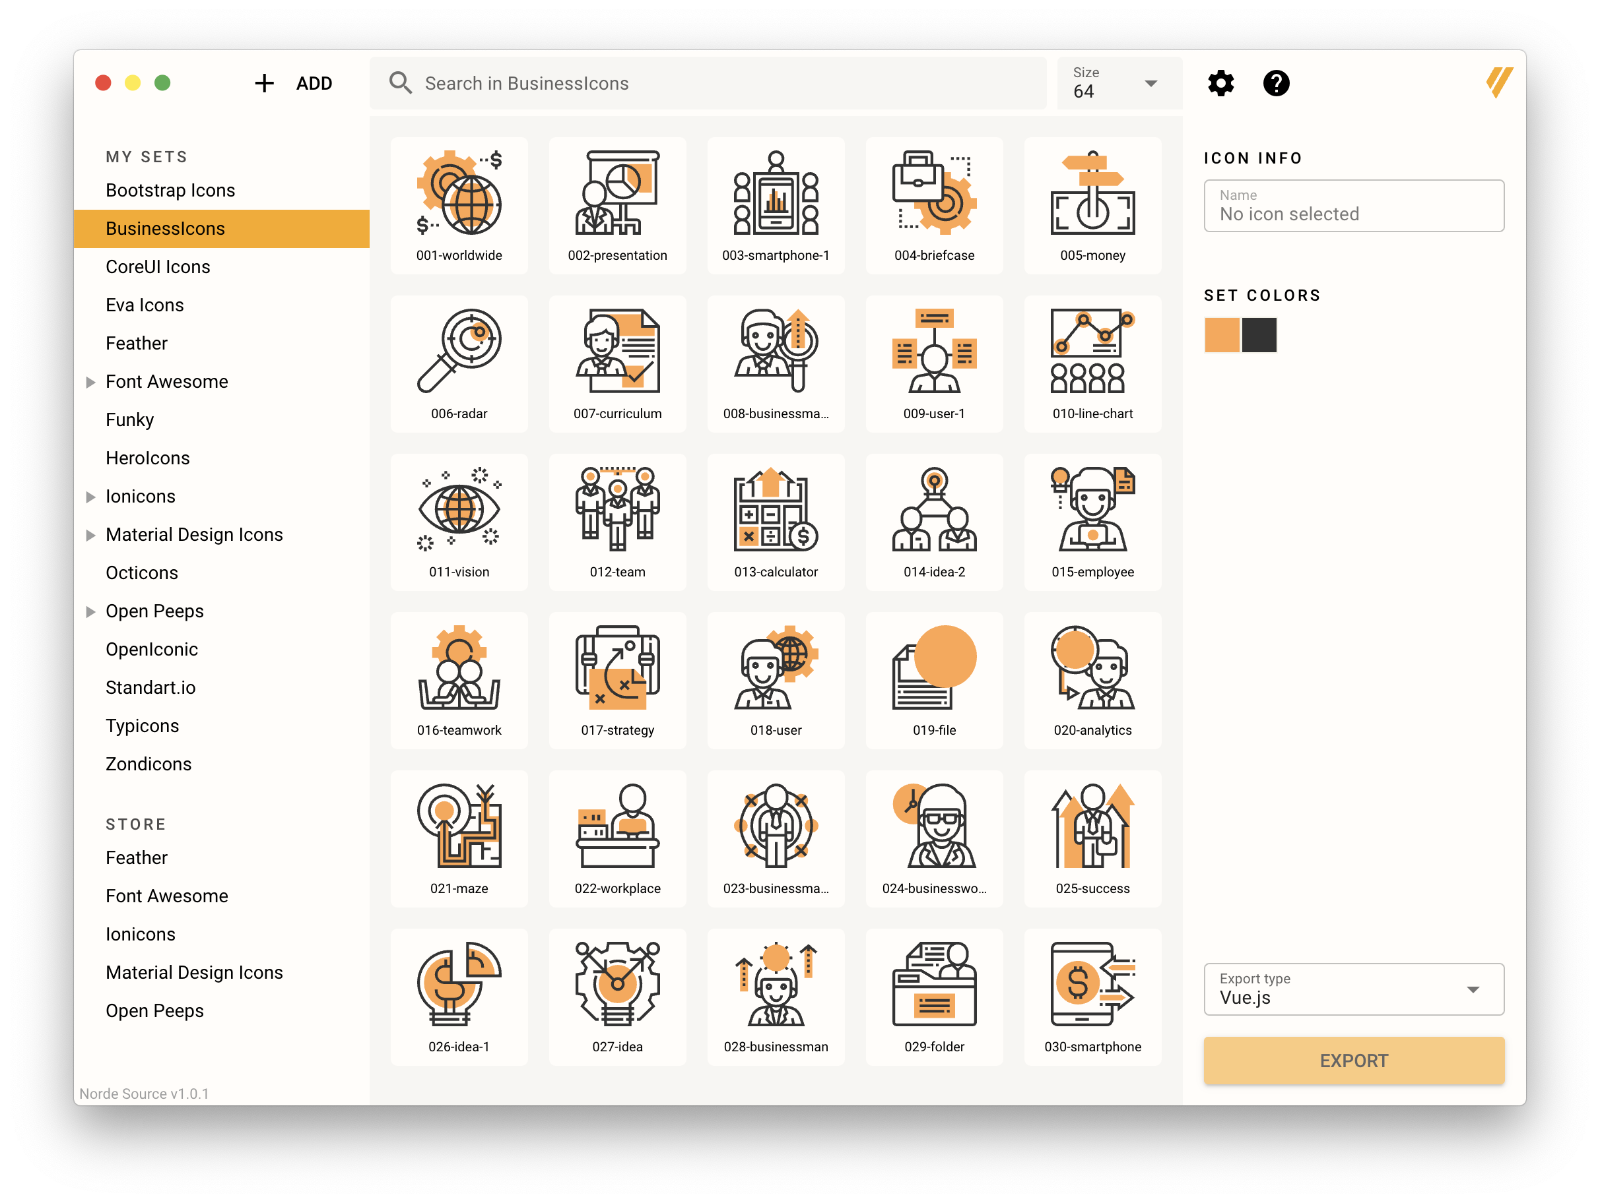 ADD
Search in BusinessIcons
Size
64
MY SETS
Bootstrap Icons
BusinessIcons
CoreUI Icons
Eva Icons
Feather
Font Awesome
Funky
HeroIcons
Ionicons
Material Design Icons
Octicons
Open Peeps
OpenIconic
Standart.io
Typicons
Zondicons
STORE
Feather
Font Awesome
Ionicons
Material Design Icons
Open Peeps
Norde Source v1.0.1
001-worldwide
002-presentation
003-smartphone-1
004-briefcase
005-money
006-radar
007-curriculum
008-businessma...
009-user-1
010-line-chart
011-vision
012-team
013-calculator
014-idea-2
015-employee
016-teamwork
017-strategy
018-user
019-file
020-analytics
021-maze
022-workplace
023-businessma...
024-businesswo...
025-success
026-idea-1
027-idea
028-businessman
029-folder
030-smartphone
ICON INFO
Name
No icon selected
SET COLORS
Export type
Vue.js
EXPORT